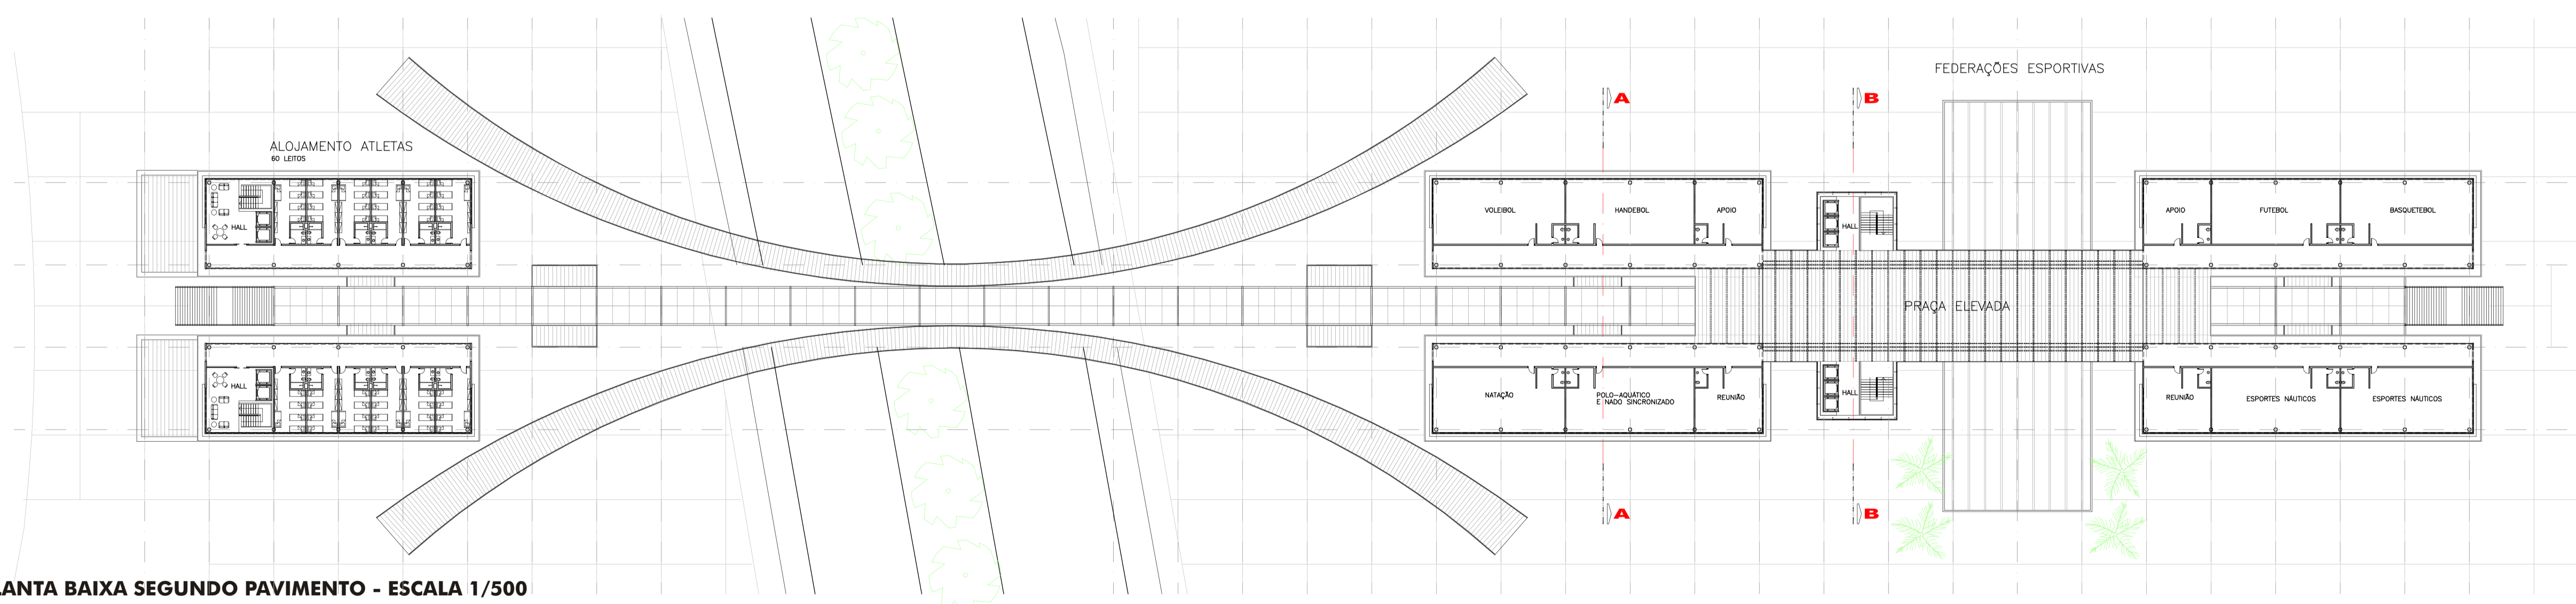 FEDERAÇÕES ESPORTIVAS
A
B
ALOJAMENTO ATLETAS
60 LEITOS
HALL
VOLEIBOL
HANDEBOL
APOIO
HALL
APOIO
FUTEBOL
BASQUETEBOL
PRAÇA ELEVADA
HALL
NATAÇÃO
POLO-AQUÁTICO
E NADO SINCRONIZADO
REUNIÃO
HALL
REUNIÃO
ESPORTES NÁUTICOS
ESPORTES NÁUTICOS
A
B
LANTA BAIXA SEGUNDO PAVIMENTO - ESCALA 1/500